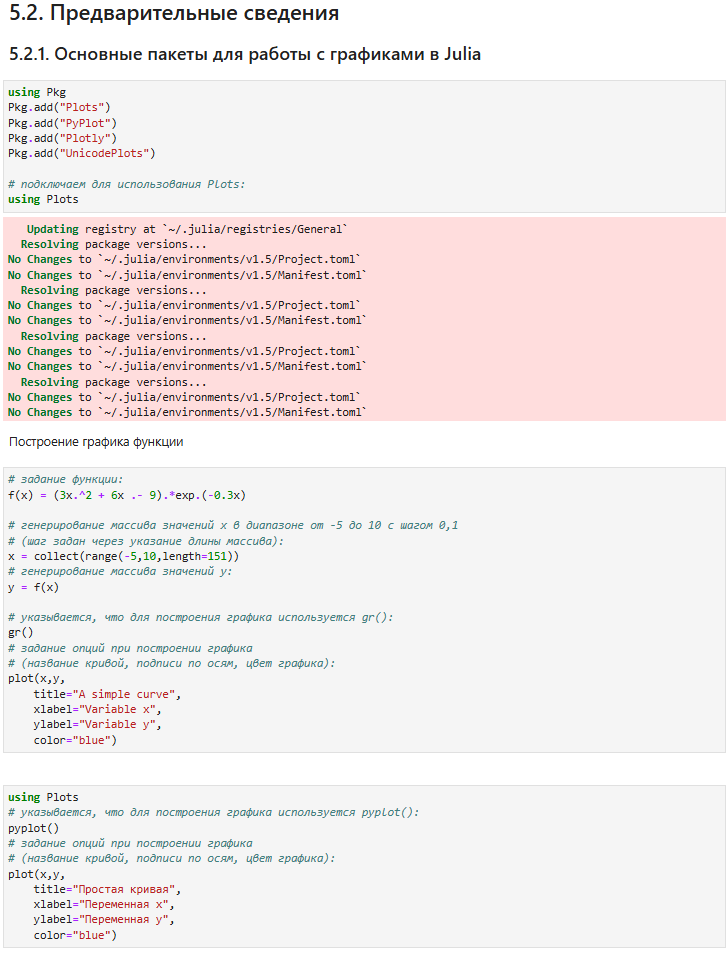 5.2. Предварительные сведения
5.2.1. Основные пакеты для работы с графиками в Julia
using Pkg
Pkg.add("Plots")
Pkg.add("PyPlot")
Pkg.add("Plotly")
Pkg.add("UnicodePlots")
# подключаем для использования Plots:
using Plots
Updating registry at `~/.julia/registries/General`
Resolving package versions...
No Changes to `~/.julia/environments/v1.5/Project.toml`
No Changes to `~/.julia/environments/v1.5/Manifest.toml`
Resolving package versions...
No Changes to `~/.julia/environments/v1.5/Project.toml`
No Changes to `~/.julia/environments/v1.5/Manifest.toml`
Resolving package versions...
No Changes to `~/.julia/environments/v1.5/Project.toml`
No Changes to `~/.julia/environments/v1.5/Manifest.toml`
Resolving package versions...
No Changes to `~/.julia/environments/v1.5/Project.toml`
No Changes to `~/.julia/environments/v1.5/Manifest.toml`
Построение графика функции
# задание функции:
f(x) = (3x.^2 + 6x .- 9).*exp.(-0.3x)
# генерирование массива значений x в диапазоне от -5 до 10 с шагом 0,1
# (шаг задан через указание длины массива):
x = collect(range(-5,10,length=151))
# генерирование массива значений y:
y = f(x)
# указывается, что для построения графика используется gr():
gr()
# задание опций при построении графика
# (название кривой, подписи по осям, цвет графика):
plot(x,y,
title="A simple curve",
xlabel="Variable x",
ylabel="Variable y",
color="blue")
using Plots
# указывается, что для построения графика используется pyplot():
pyplot()
# задание опций при построении графика
# (название кривой, подписи по осям, цвет графика):
plot(x,y,
title="Простая кривая",
xlabel="Переменная x",
ylabel="Переменная y",
color="blue")